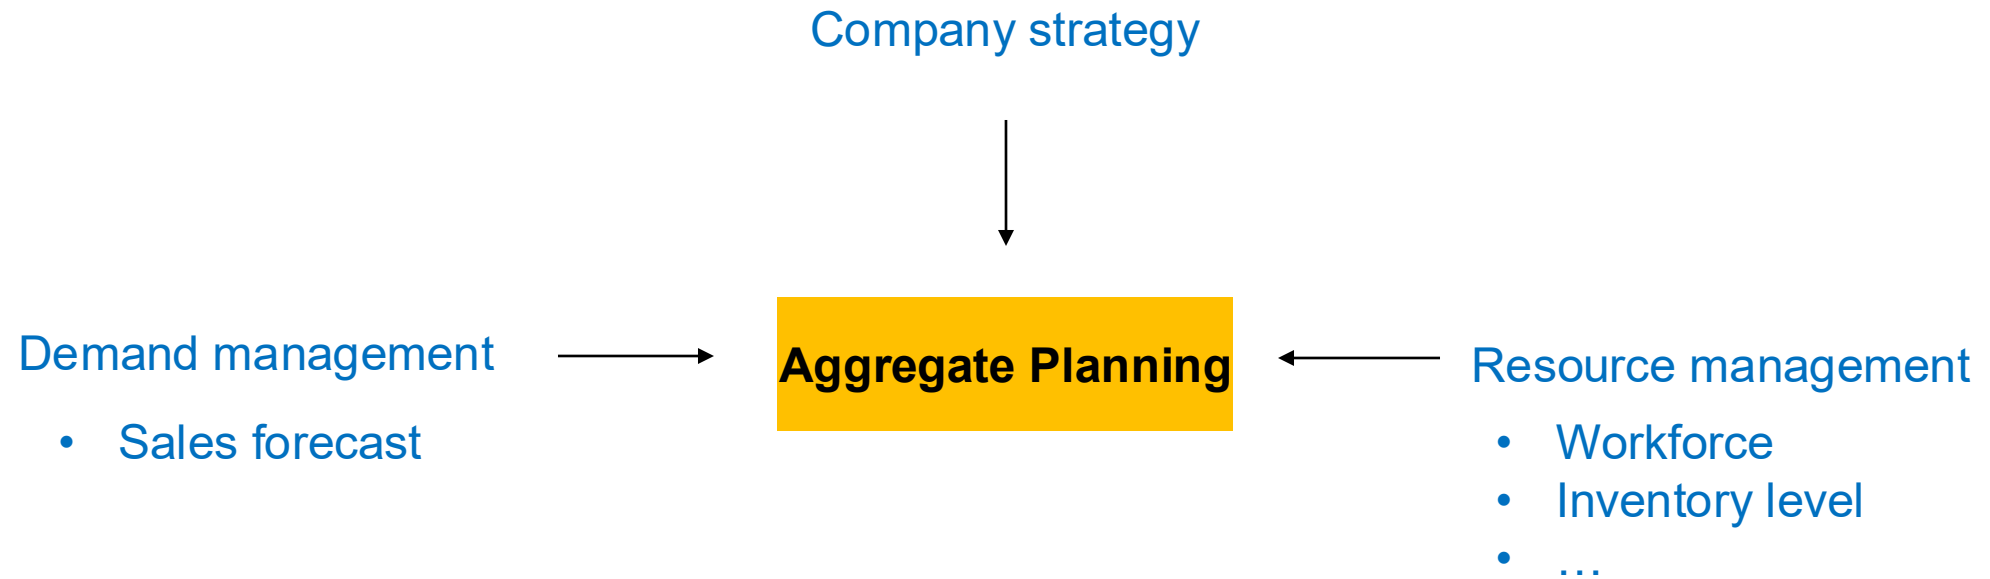 Company strategy
Demand management
• Sales forecast
Aggregate Planning
Resource management
• Workforce
• Inventory level
• …